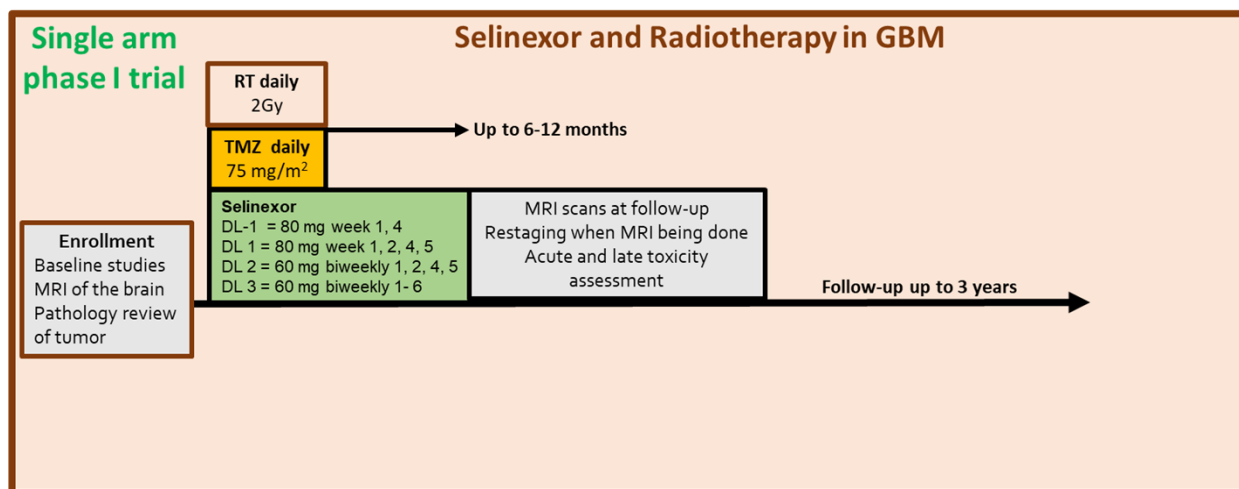 Single arm
phase I trial
Selinexor and Radiotherapy in GBM
RT daily
2Gy
TMZ daily
75 mg/m²
Up to 6-12 months
Selinexor
DL-1 = 80 mg week 1, 4
DL 1 = 80 mg week 1, 2, 4, 5
DL 2 = 60 mg biweekly 1, 2, 4, 5
DL 3 = 60 mg biweekly 1- 6
MRI scans at follow-up
Restaging when MRI being done
Acute and late toxicity
assessment
Enrollment
Baseline studies
MRI of the brain
Pathology review
of tumor
Follow-up up to 3 years